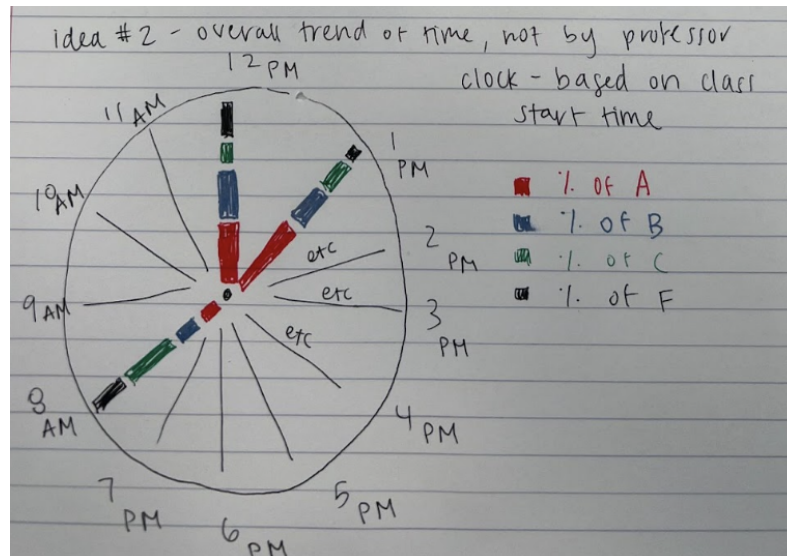 idea #2 - overall trend of time, not by professor
clock - based on class
start time
12 PM
1 PM
2 PM
3 PM
4 PM
5 PM
6 PM
7 PM
8 AM
9 AM
10 AM
11 AM
etc
etc
etc
% of A
% of B
% of C
% of F